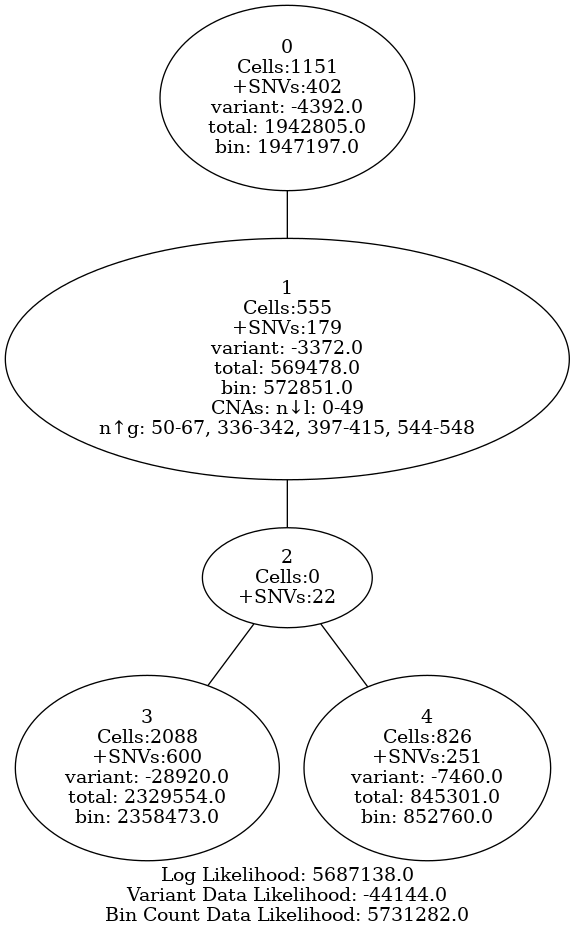 0
Cells:1151
+SNVs:402
variant: -4392.0
total: 1942805.0
bin: 1947197.0
1
Cells:555
+SNVs:179
variant: -3372.0
total: 569478.0
bin: 572851.0
CNAs: n↓l: 0-49
n↑g: 50-67, 336-342, 397-415, 544-548
2
Cells:0
+SNVs:22
3
Cells:2088
+SNVs:600
variant: -28920.0
total: 2329554.0
bin: 2358473.0
4
Cells:826
+SNVs:251
variant: -7460.0
total: 845301.0
bin: 852760.0
Log Likelihood: 5687138.0
Variant Data Likelihood: -44144.0
Bin Count Data Likelihood: 5731282.0